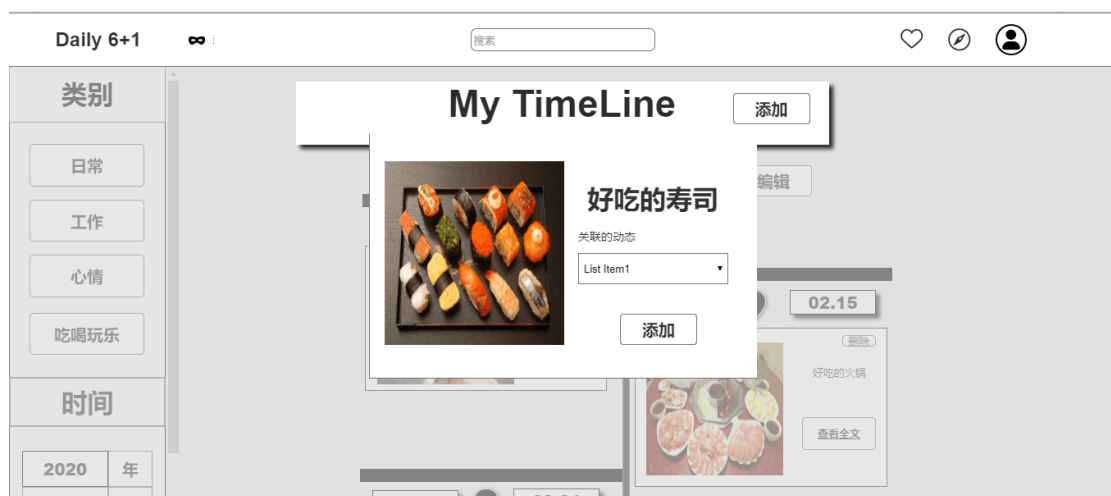 Daily 6+1
搜索
类别
My TimeLine
添加
日常
编辑
好吃的寿司
工作
关联的动态
List Item1
心情
02.15
吃喝玩乐
添加
删除
好吃的火锅
时间
查看全文
2020 年